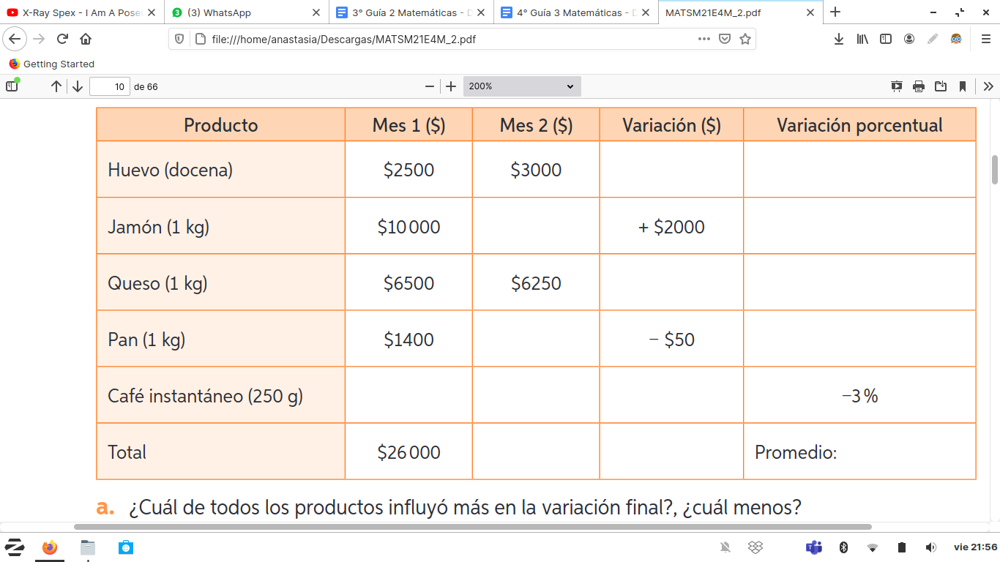 X-Ray Spex - I Am A Pose
(3) WhatsApp
3° Guía 2 Matemáticas - D
4° Guía 3 Matemáticas - D
MATSM21E4M_2.pdf
file:///home/anastasia/Descargas/MATSM21E4M_2.pdf
Getting Started
10 de 66
200%
Producto Mes 1 ($) Mes 2 ($) Variación ($) Variación porcentual
Huevo (docena) $2500 $3000
Jamón (1 kg) $10 000 + $2000
Queso (1 kg) $6500 $6250
Pan (1 kg) $1400 − $50
Café instantáneo (250 g) −3 %
Total $26 000 Promedio:
a. ¿Cuál de todos los productos influyó más en la variación final?, ¿cuál menos?
vie 21:56